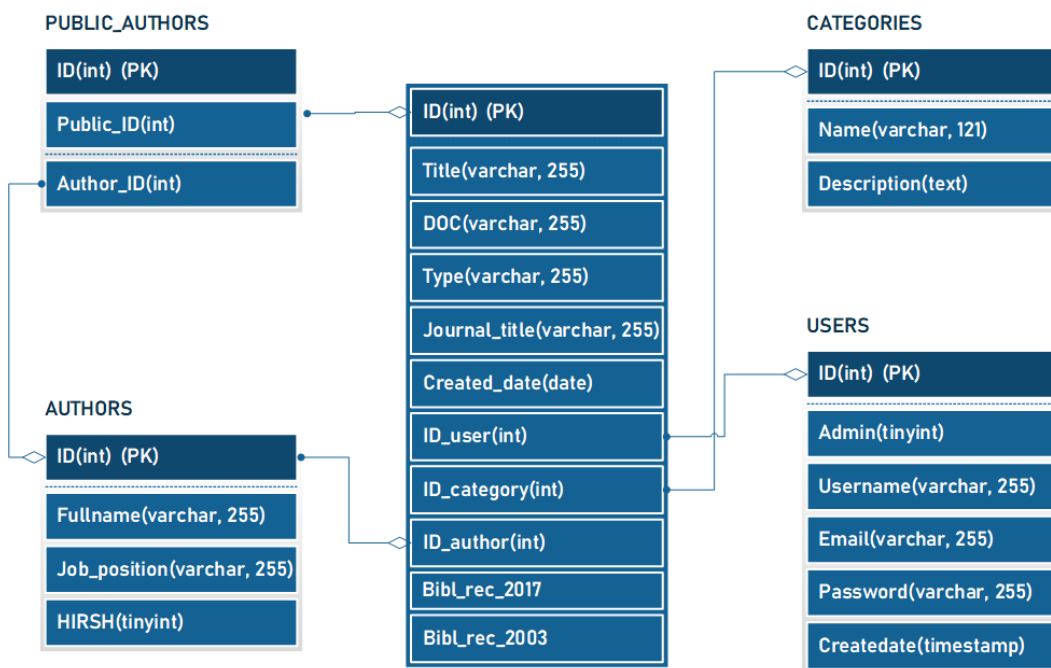 PUBLIC_AUTHORS
ID(int) (PK)
Public_ID(int)
Author_ID(int)
AUTHORS
ID(int) (PK)
Fullname(varchar, 255)
Job_position(varchar, 255)
HIRSH(tinyint)
ID(int) (PK)
Title(varchar, 255)
DOC(varchar, 255)
Type(varchar, 255)
Journal_title(varchar, 255)
Created_date(date)
ID_user(int)
ID_category(int)
ID_author(int)
Bibl_rec_2017
Bibl_rec_2003
CATEGORIES
ID(int) (PK)
Name(varchar, 121)
Description(text)
USERS
ID(int) (PK)
Admin(tinyint)
Username(varchar, 255)
Email(varchar, 255)
Password(varchar, 255)
Createdate(timestamp)